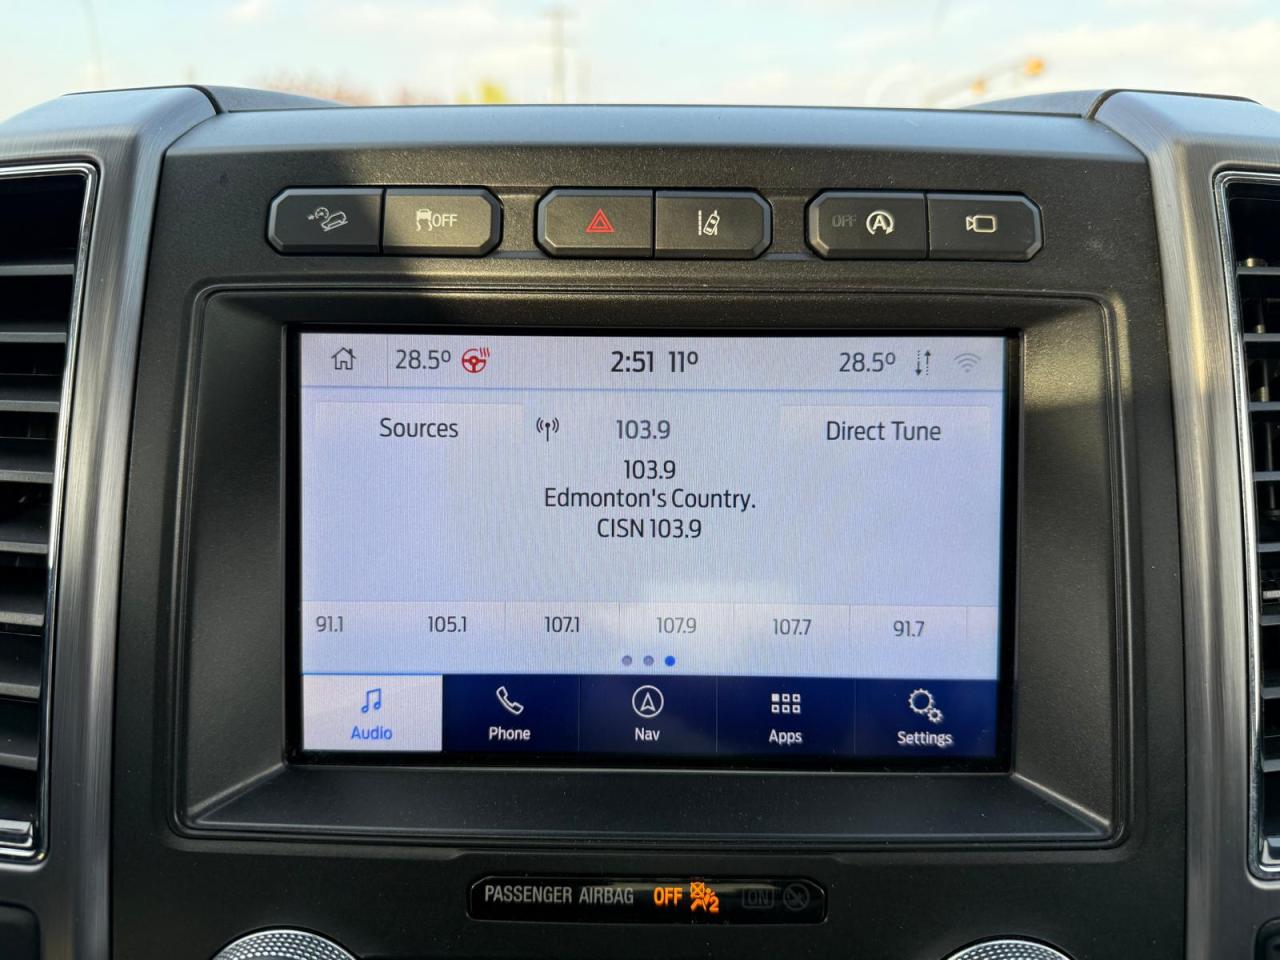 OFF
OFF A
28.5° 2:51 11° 28.5°
Sources 103.9 Direct Tune
103.9
Edmonton's Country.
CISN 103.9
91.1 105.1 107.1 107.9 107.7 91.7
Audio Phone Nav Apps Settings
PASSENGER AIRBAG OFF 2 ON